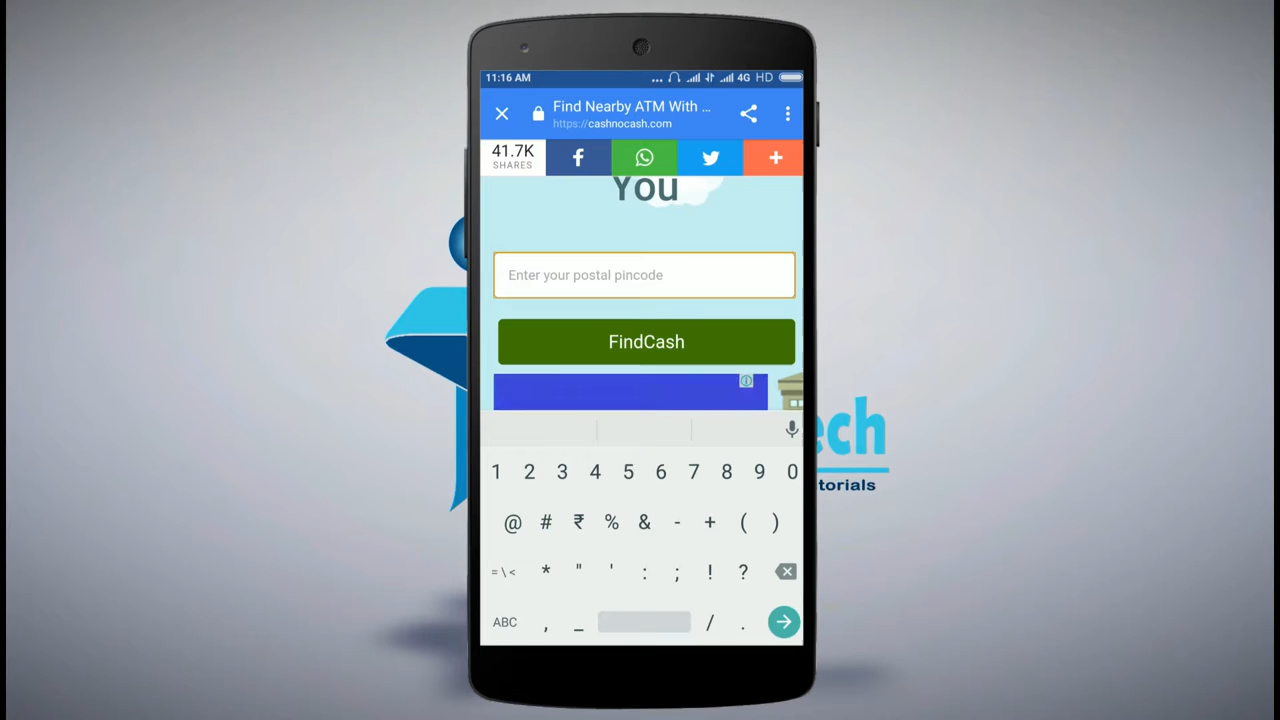 11:16 AM
4G HD
Find Nearby ATM With ...
https://cashnocash.com
41.7K
SHARES
You
Enter your postal pincode
FindCash
1 2 3 4 5 6 7 8 9 0
@ # ₹ % & - + ( )
= \ < * " ' : ; ! ?
ABC , _ / .
ech
torials